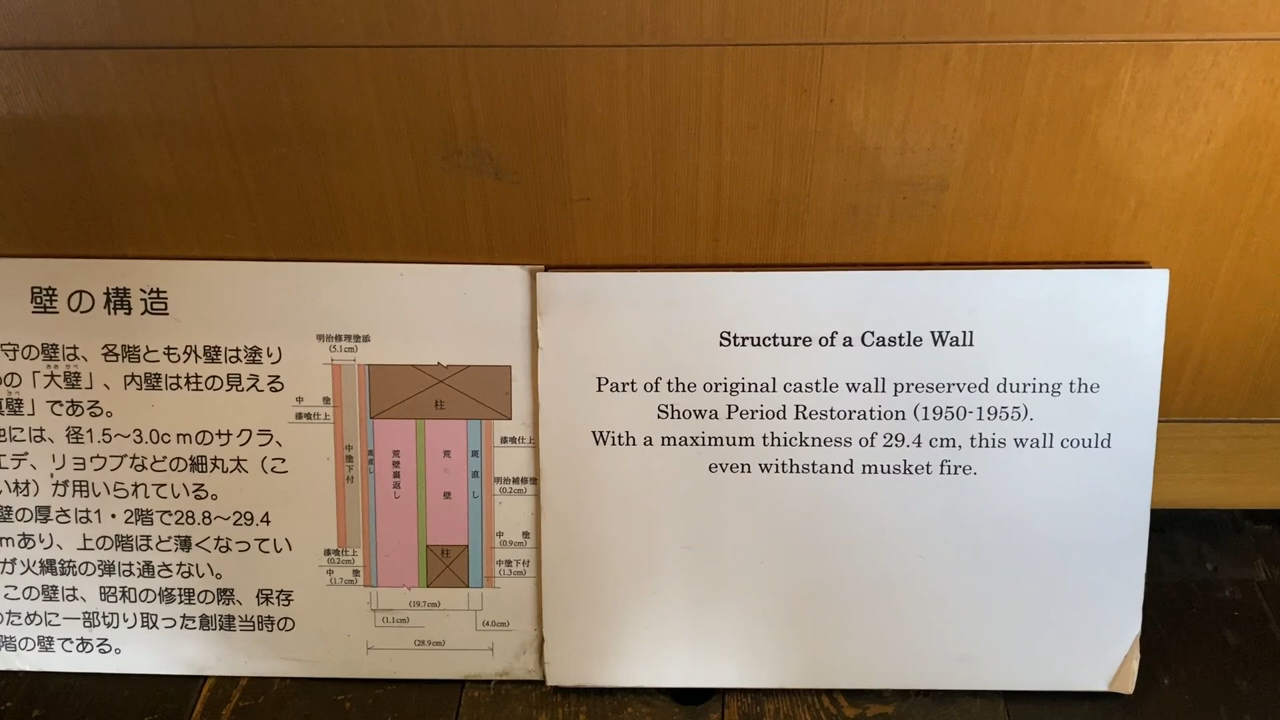 壁の構造
守の壁は、各階とも外壁は塗り
の「大壁」、内壁は柱の見える
壁」である。
には、径1.5〜3.0cmのサクラ、
エデ、リョウブなどの細丸太（こ
い材）が用いられている。
壁の厚さは1・2階で28.8〜29.4
mあり、上の階ほど薄くなってい
が火縄銃の弾は通さない。
この壁は、昭和の修理の際、保存
ために一部切り取った創建当時の
階の壁である。
明治修理塗添
(5.1cm)
中塗
漆喰仕上
中塗下付
柱
荒壁裏返し
荒壁
斑直し
柱
漆喰仕上
(0.2cm)
中塗
(1.7cm)
漆喰仕上
明治補修塗
(0.2cm)
中塗
(0.9cm)
中塗下付
(1.3cm)
(19.7cm)
(1.1cm)
(4.0cm)
(28.9cm)
Structure of a Castle Wall
Part of the original castle wall preserved during the
Showa Period Restoration (1950-1955).
With a maximum thickness of 29.4 cm, this wall could
even withstand musket fire.